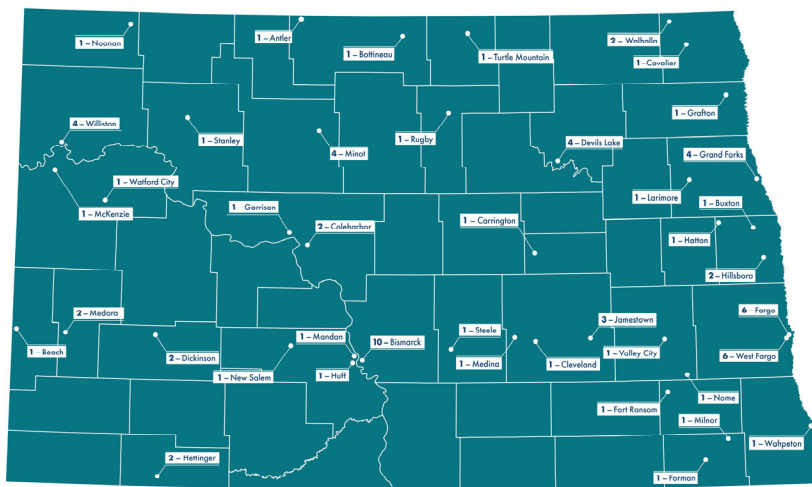 1 – Noonan
1 – Antler
1 – Bottineau
1 – Turtle Mountain
2 – Walhalla
1 – Cavalier
1 – Grafton
4 – Williston
1 – Stanley
4 – Minot
1 – Rugby
4 – Devils Lake
4 – Grand Forks
1 – Watford City
1 – McKenzie
1 – Garrison
2 – Coleharbor
1 – Carrington
1 – Larimore
1 – Buxton
1 – Hatton
2 – Hillsboro
2 – Medora
1 – Beach
2 – Dickinson
1 – Mandan
10 – Bismarck
1 – New Salem
1 – Huff
1 – Steele
1 – Medina
3 – Jamestown
1 – Cleveland
1 – Valley City
6 – Fargo
6 – West Fargo
1 – Nome
1 – Fort Ransom
1 – Milnor
1 – Wahpeton
2 – Hettinger
1 – Forman